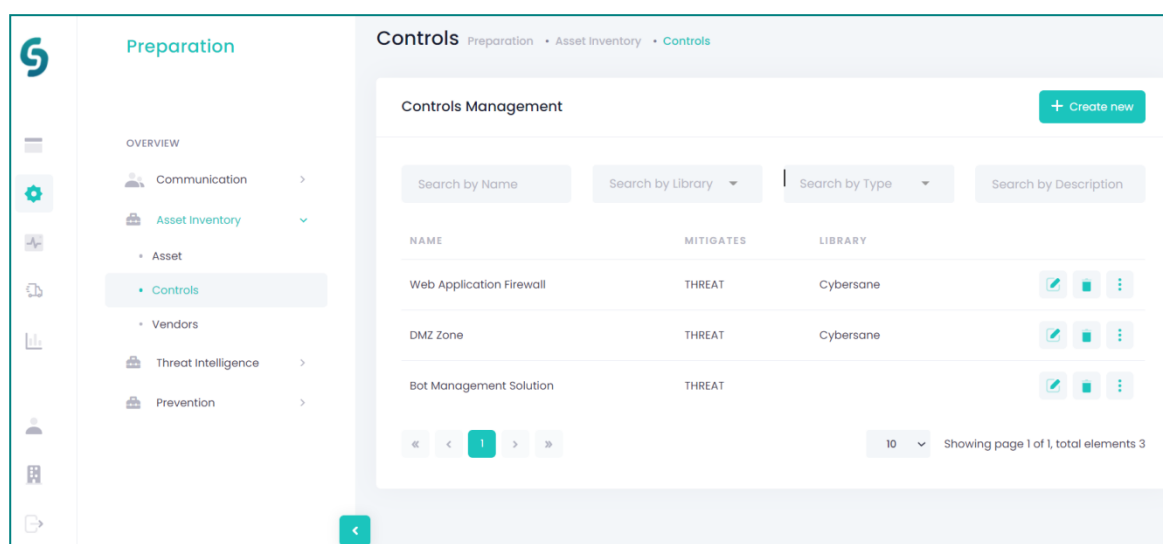 Preparation
OVERVIEW
Communication
Asset Inventory
Asset
Controls
Vendors
Threat Intelligence
Prevention
Controls Preparation • Asset Inventory • Controls
Controls Management
+ Create new
Search by Name Search by Library Search by Type Search by Description
NAME MITIGATES LIBRARY
Web Application Firewall THREAT Cybersane
DMZ Zone THREAT Cybersane
Bot Management Solution THREAT
« < 1 > » 10 Showing page 1 of 1, total elements 3